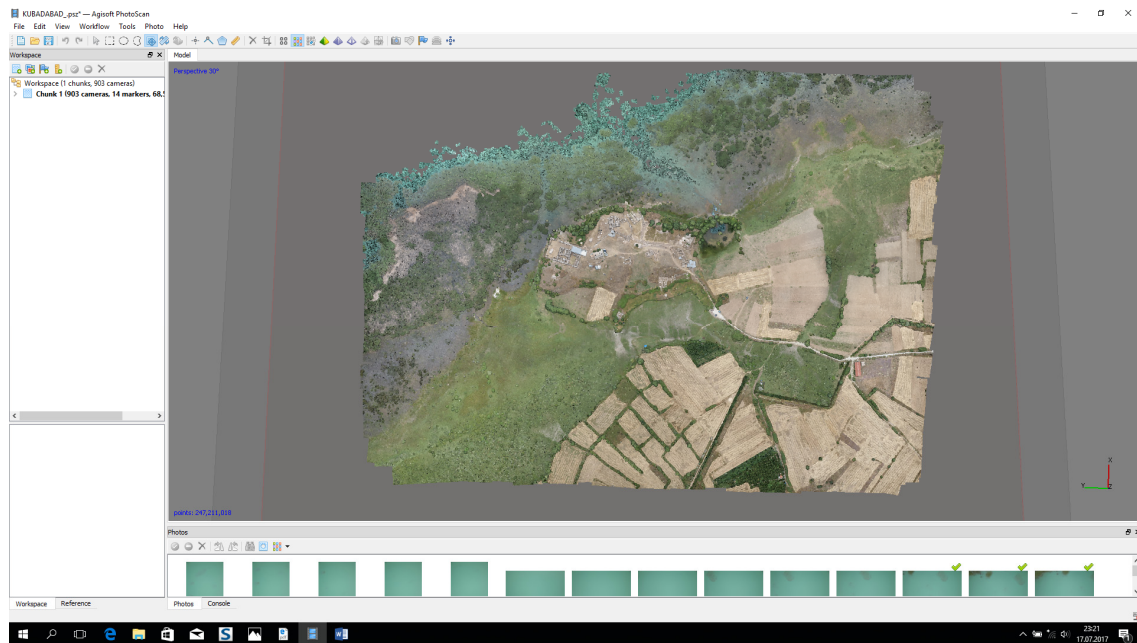 KUBADABAD_.psz* — Agisoft PhotoScan
File Edit View Workflow Tools Photo Help
Workspace
Model
Perspective 30°
Workspace (1 chunks, 903 cameras)
Chunk 1 (903 cameras, 14 markers, 68,5
X
Y
Z
points: 247,211,018
Photos
Workspace Reference
Photos Console
23:21
17.07.2017